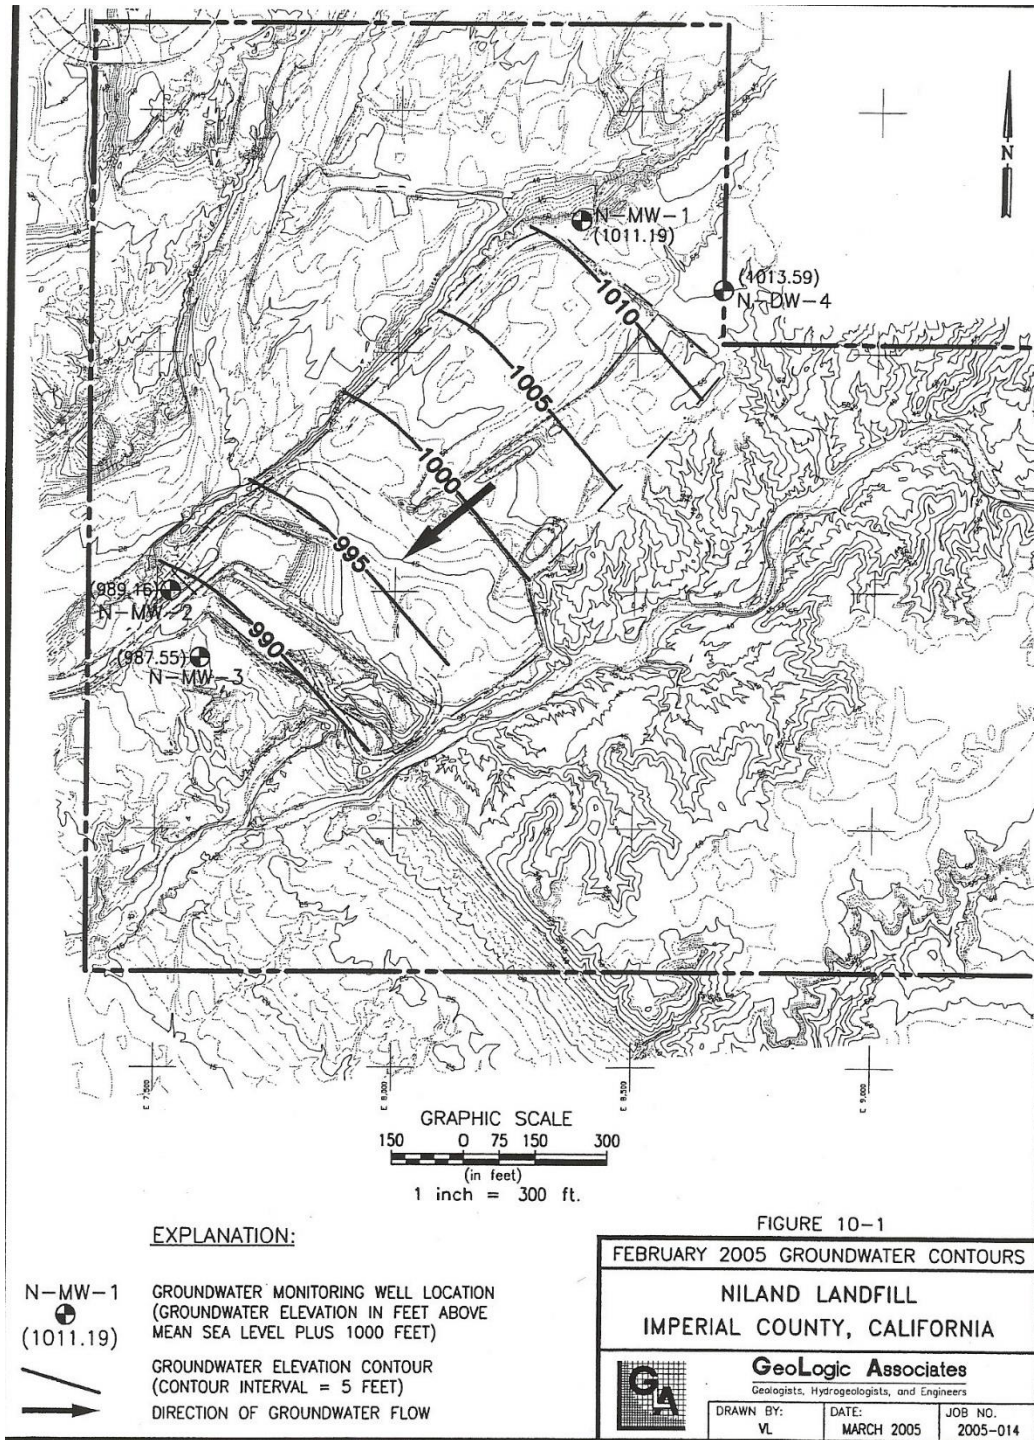 N
N-MW-1
(1011.19)
(1013.59)
N-DW-4
1010
1005
1000
995
(989.16)
N-MW-2
990
(987.55)
N-MW-3
E 7,500
E 8,000
E 8,500
E 9,000
GRAPHIC SCALE
150 0 75 150 300
(in feet)
1 inch = 300 ft.
FIGURE 10-1
EXPLANATION:
N-MW-1
(1011.19)
GROUNDWATER MONITORING WELL LOCATION
(GROUNDWATER ELEVATION IN FEET ABOVE
MEAN SEA LEVEL PLUS 1000 FEET)
GROUNDWATER ELEVATION CONTOUR
(CONTOUR INTERVAL = 5 FEET)
DIRECTION OF GROUNDWATER FLOW
FEBRUARY 2005 GROUNDWATER CONTOURS
NILAND LANDFILL
IMPERIAL COUNTY, CALIFORNIA
GA
GeoLogic Associates
Geologists, Hydrogeologists, and Engineers
DRAWN BY:
VL
DATE:
MARCH 2005
JOB NO.
2005-014